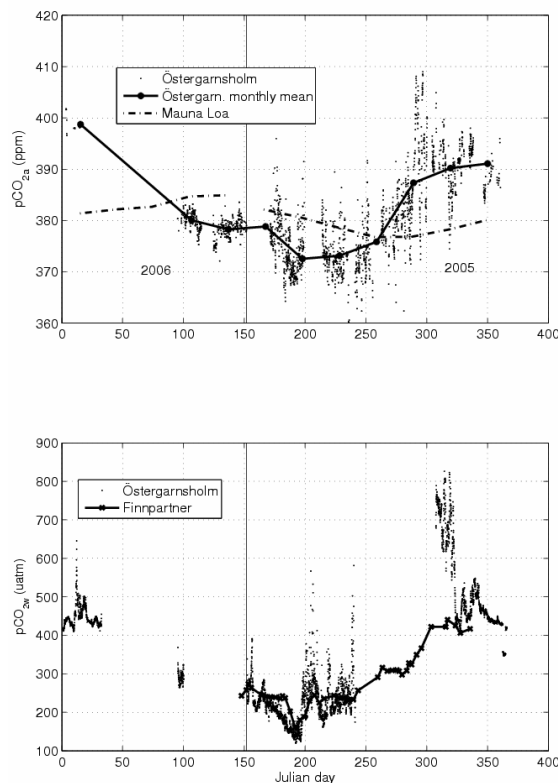 420
410
400
390
380
370
360
pCO2a (ppm)
Östergarnsholm
Östergarn. monthly mean
Mauna Loa
2006
2005
0 50 100 150 200 250 300 350 400
900
800
700
600
500
400
300
200
100
pCO2w (uatm)
Östergarnsholm
Finnpartner
0 50 100 150 200 250 300 350 400
Julian day